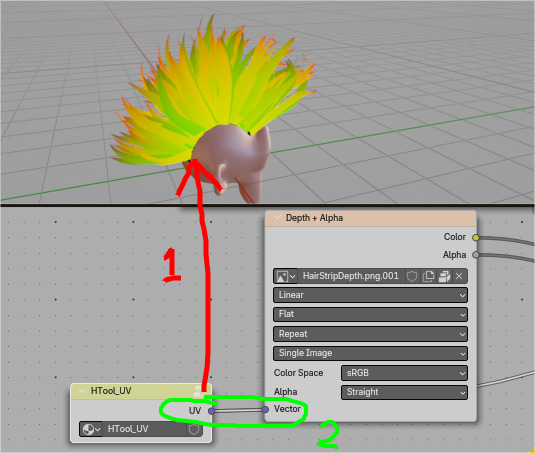 1
Depth + Alpha
Color
Alpha
HairStripDepth.png.001
Linear
Flat
Repeat
Single Image
Color Space sRGB
Alpha Straight
HTool_UV
UV
Vector
HTool_UV
2